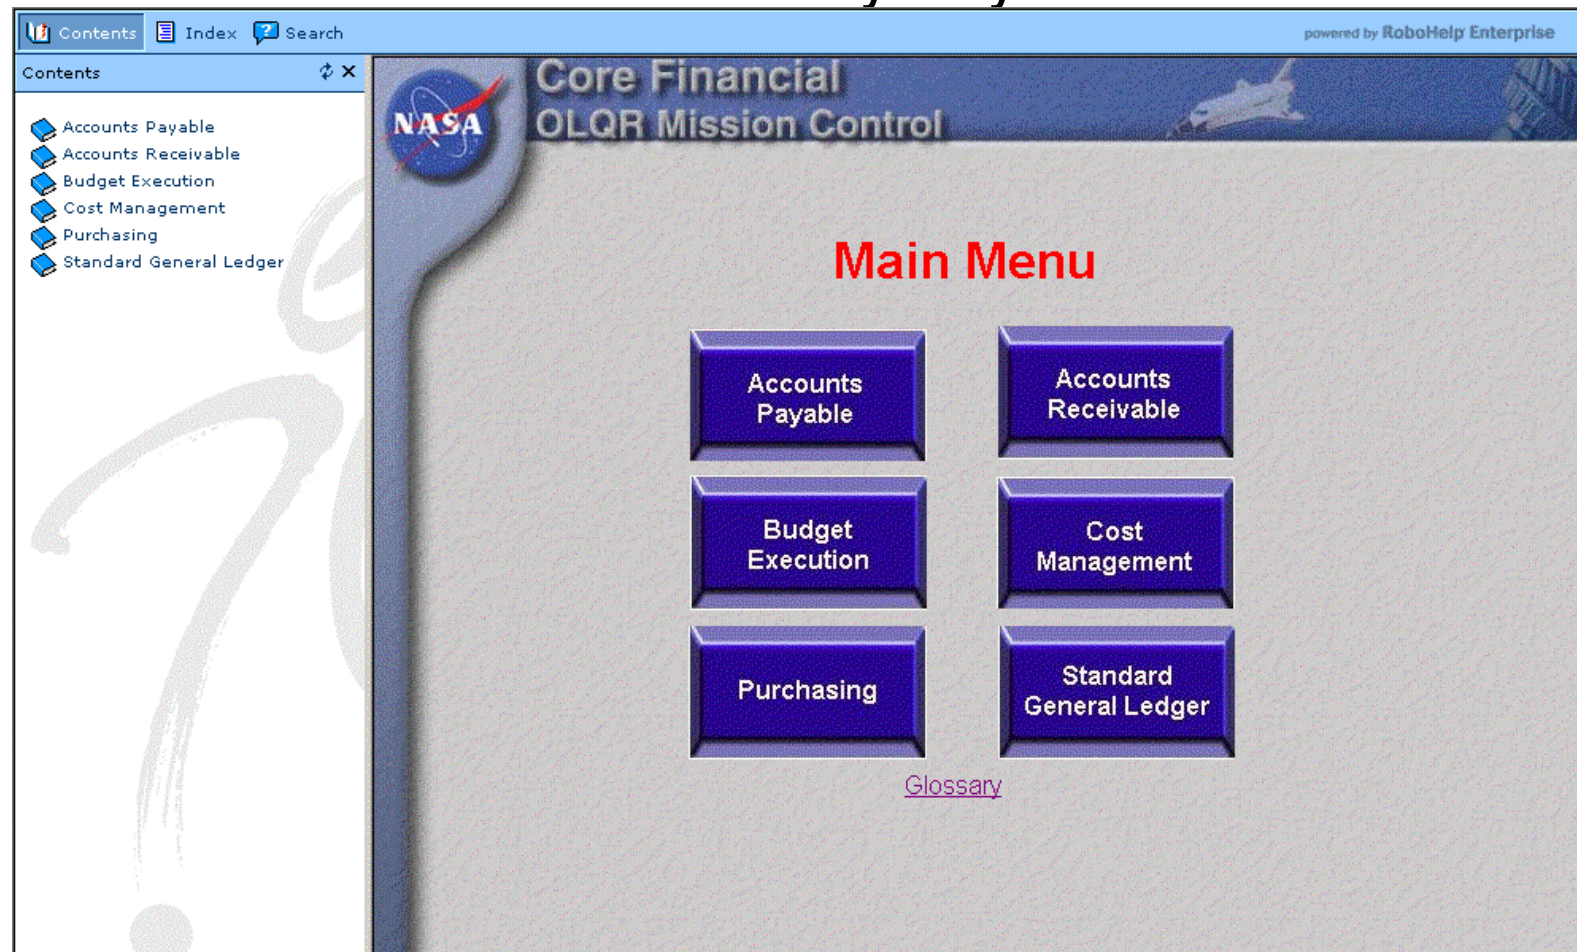 Contents Index Search powered by RoboHelp Enterprise
Contents
Accounts Payable
Accounts Receivable
Budget Execution
Cost Management
Purchasing
Standard General Ledger
NASA
Core Financial
OLQR Mission Control
Main Menu
Accounts
Payable
Accounts
Receivable
Budget
Execution
Cost
Management
Purchasing
Standard
General Ledger
Glossary